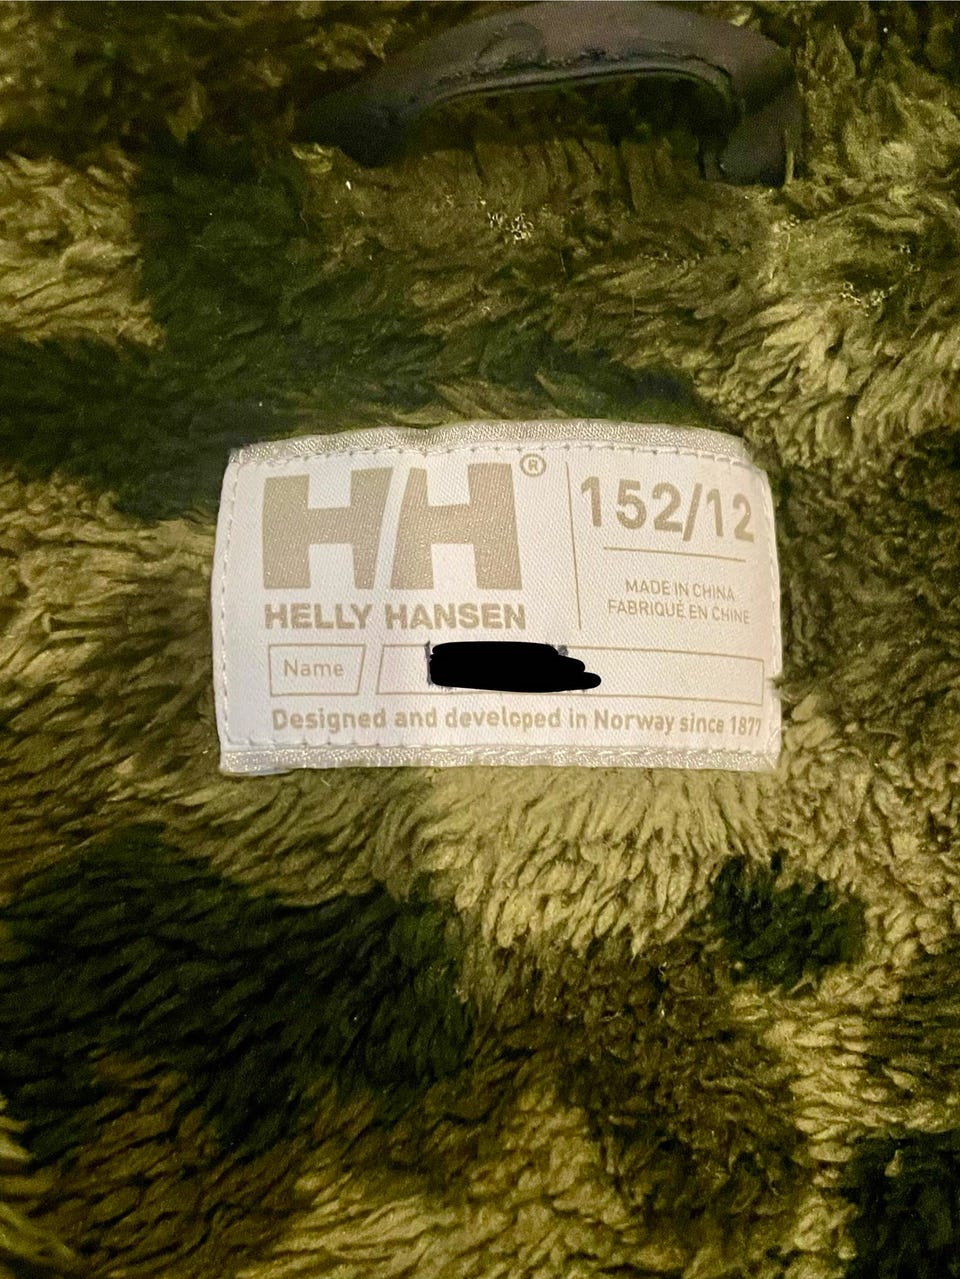 HH®
HELLY HANSEN
152/12
MADE IN CHINA
FABRIQUÉ EN CHINE
Name
Designed and developed in Norway since 1877